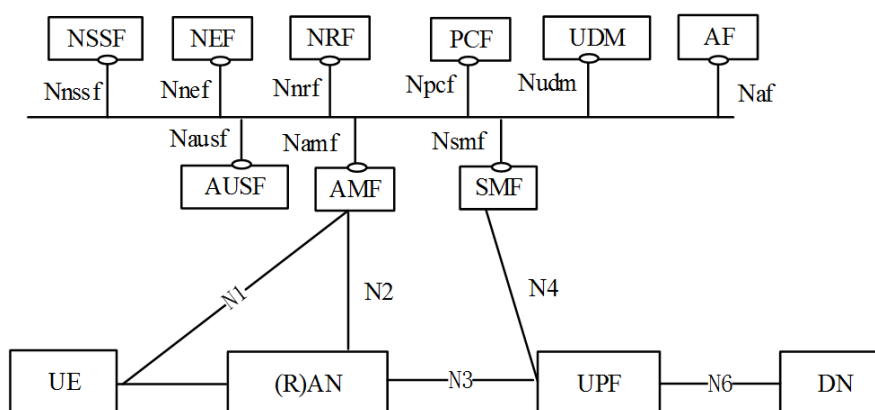 NSSF NEF NRF PCF UDM AF
Nnssf Nnef Nnrf Npcf Nudm Naf
Nausf Namf Nsmf
AUSF AMF SMF
N1 N2 N4
UE (R)AN N3 UPF N6 DN